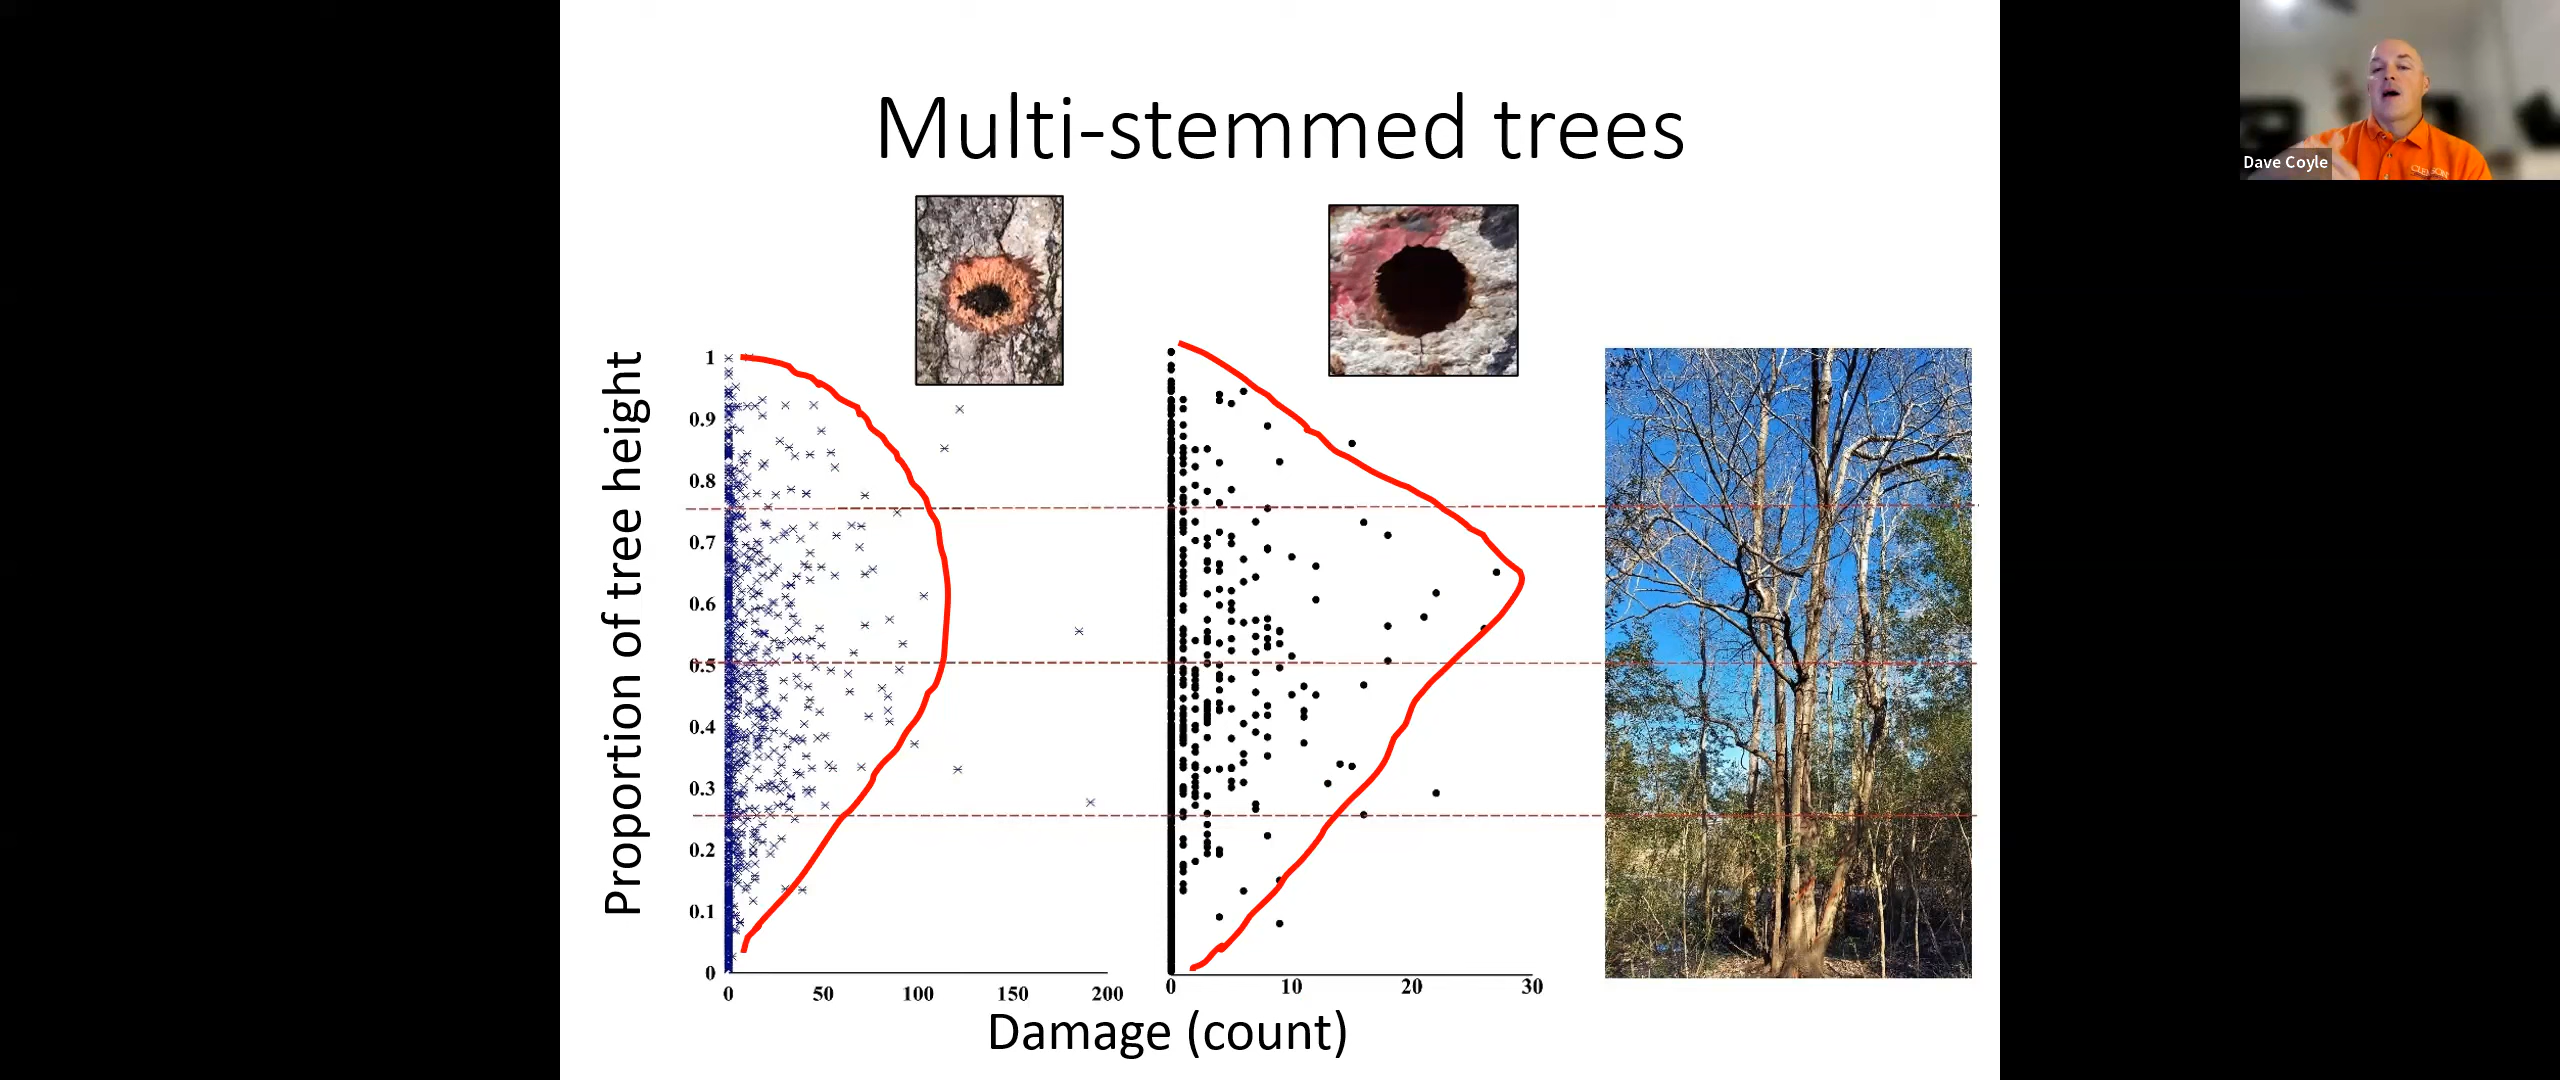 Multi-stemmed trees
Dave Coyle
CLEMSON
Proportion of tree height
1
0.9
0.8
0.7
0.6
0.5
0.4
0.3
0.2
0.1
0
0 50 100 150 200
0 10 20 30
Damage (count)